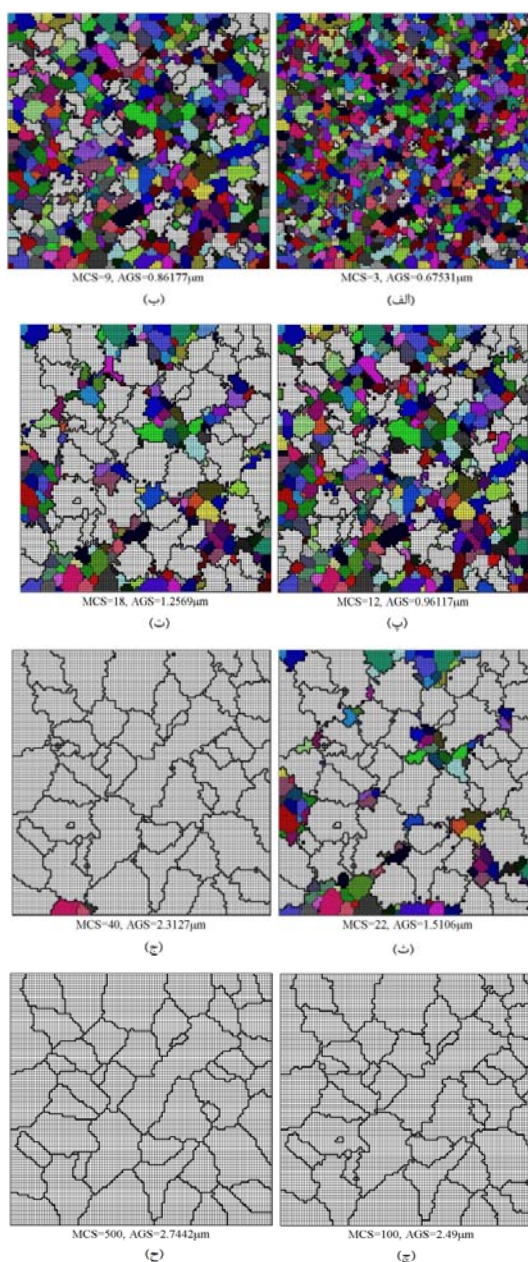 MCS=3, AGS=0.67531µm
(الف)
MCS=9, AGS=0.86177µm
(ب)
MCS=12, AGS=0.96117µm
(پ)
MCS=18, AGS=1.2569µm
(ت)
MCS=22, AGS=1.5106µm
(ث)
MCS=40, AGS=2.3127µm
(ج)
MCS=100, AGS=2.49µm
(چ)
MCS=500, AGS=2.7442µm
(ح)